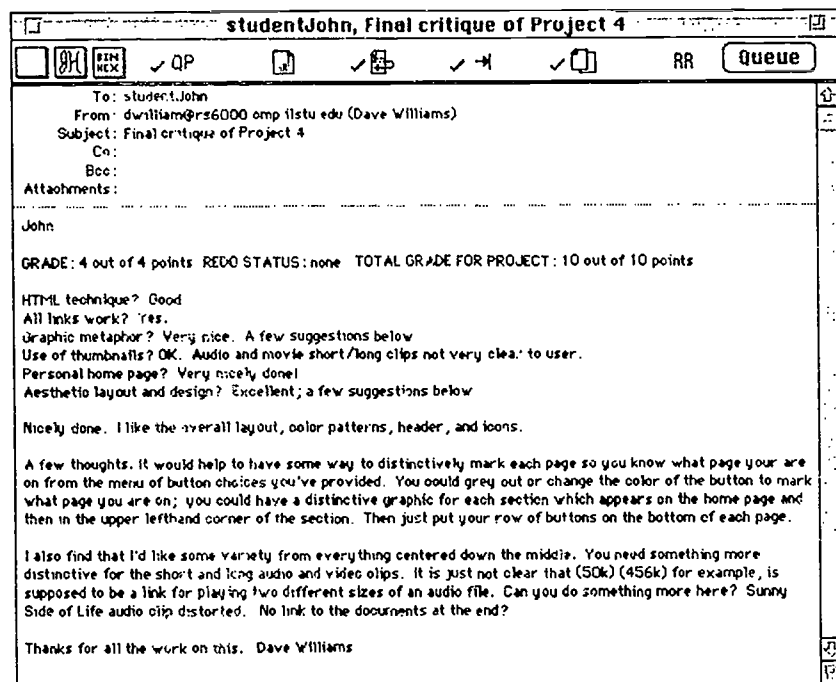 studentJohn, Final critique of Project 4
BIN HEX QP RR Queue
To: studentJohn
From: dwilliam@rs6000 cmp ilstu edu (Dave Williams)
Subject: Final critique of Project 4
Cc:
Bcc:
Attachments:
John
GRADE: 4 out of 4 points REDO STATUS: none TOTAL GRADE FOR PROJECT: 10 out of 10 points
HTML technique? Good
All links work? Yes.
Graphic metaphor? Very nice. A few suggestions below
Use of thumbnails? OK. Audio and movie short/long clips not very clear to user.
Personal home page? Very nicely done!
Aesthetic layout and design? Excellent; a few suggestions below
Nicely done. I like the overall layout, color patterns, header, and icons.
A few thoughts. It would help to have some way to distinctively mark each page so you know what page your are
on from the menu of button choices you've provided. You could grey out or change the color of the button to mark
what page you are on; you could have a distinctive graphic for each section which appears on the home page and
then in the upper lefthand corner of the section. Then just put your row of buttons on the bottom of each page.
I also find that I'd like some variety from everything centered down the middle. You need something more
distinctive for the short and long audio and video clips. It is just not clear that (50k) (456k) for example, is
supposed to be a link for playing two different sizes of an audio file. Can you do something more here? Sunny
Side of Life audio clip distorted. No link to the documents at the end?
Thanks for all the work on this. Dave Williams